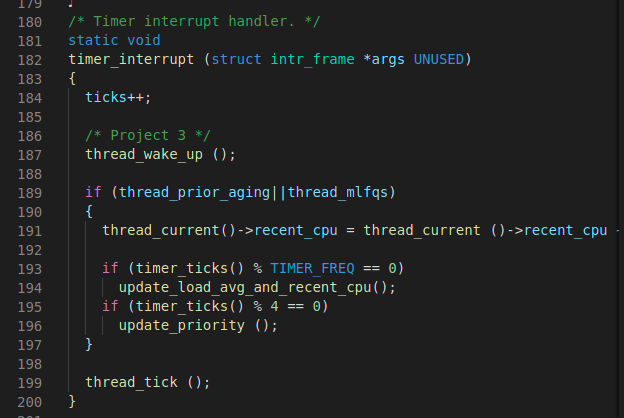 179
180 /* Timer interrupt handler. */
181 static void
182 timer_interrupt (struct intr_frame *args UNUSED)
183 {
184 ticks++;
185
186 /* Project 3 */
187 thread_wake_up ();
188
189 if (thread_prior_aging||thread_mlfqs)
190 {
191 thread_current()->recent_cpu = thread_current ()->recent_cpu
192
193 if (timer_ticks() % TIMER_FREQ == 0)
194 update_load_avg_and_recent_cpu();
195 if (timer_ticks() % 4 == 0)
196 update_priority ();
197 }
198
199 thread_tick ();
200 }